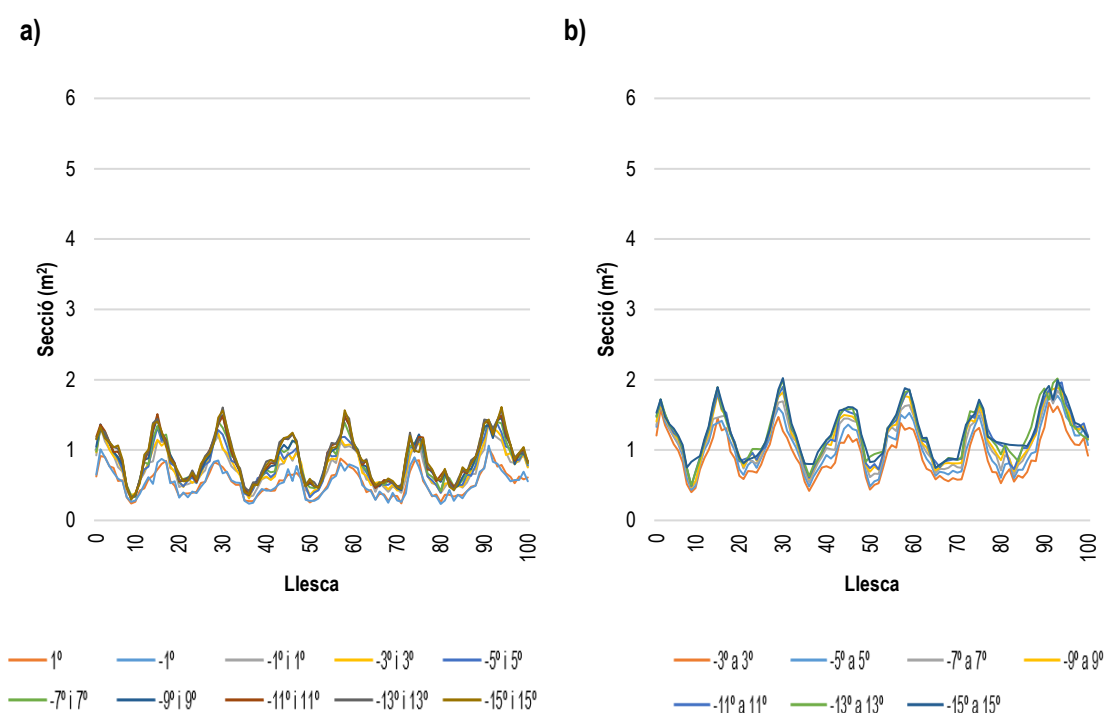 a)
b)
6
5
4
3
2
1
0
Secció (m²)
0 10 20 30 40 50 60 70 80 90 100
Llesca
6
5
4
3
2
1
0
Secció (m²)
0 10 20 30 40 50 60 70 80 90 100
Llesca
1º -1º -1º i 1º -3º i 3º -5º i 5º
-7º i 7º -9º i 9º -11º i 11º -13º i 13º -15º i 15º
-3º a 3º -5º a 5º -7º a 7º -9º a 9º
-11º a 11º -13º a 13º -15º a 15º